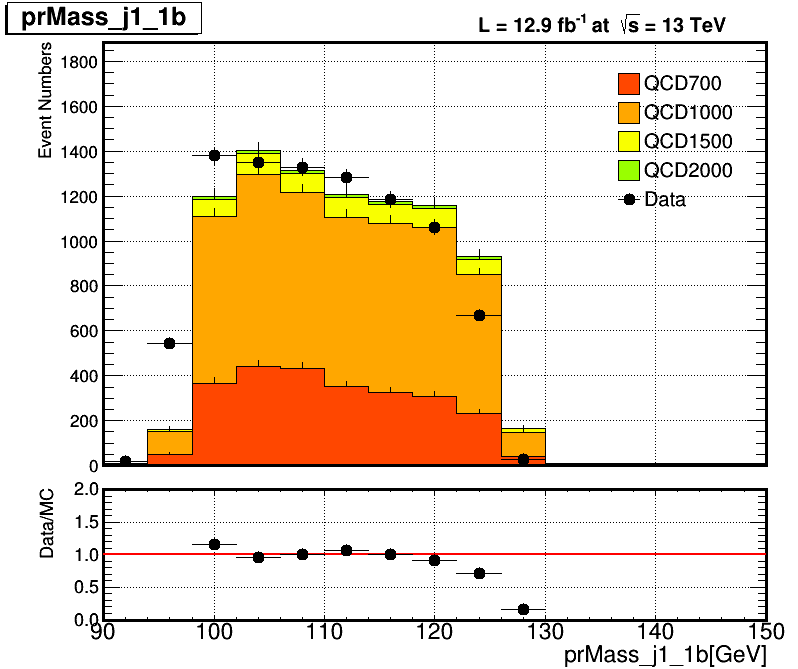 prMass_j1_1b
L = 12.9 fb-1 at √s = 13 TeV
Event Numbers
1800
1600
1400
1200
1000
800
600
400
200
0
QCD700
QCD1000
QCD1500
QCD2000
Data
Data/MC
2.0
1.5
1.0
0.5
0.0
90 100 110 120 130 140 150
prMass_j1_1b[GeV]